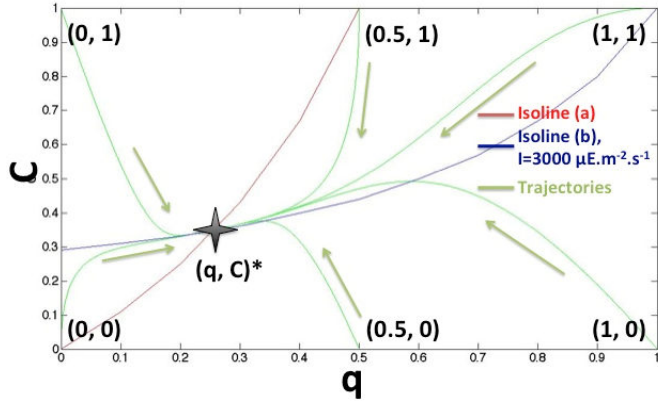 1
(0, 1)
(0.5, 1)
(1, 1)
0.9
0.8
0.7
Isoline (a)
0.6
Isoline (b),
I=3000 µE.m⁻².s⁻¹
C
0.5
Trajectories
0.4
0.3
(q, C)*
0.2
0.1
(0, 0)
(0.5, 0)
(1, 0)
0
0 0.1 0.2 0.3 0.4 0.5 0.6 0.7 0.8 0.9 1
q